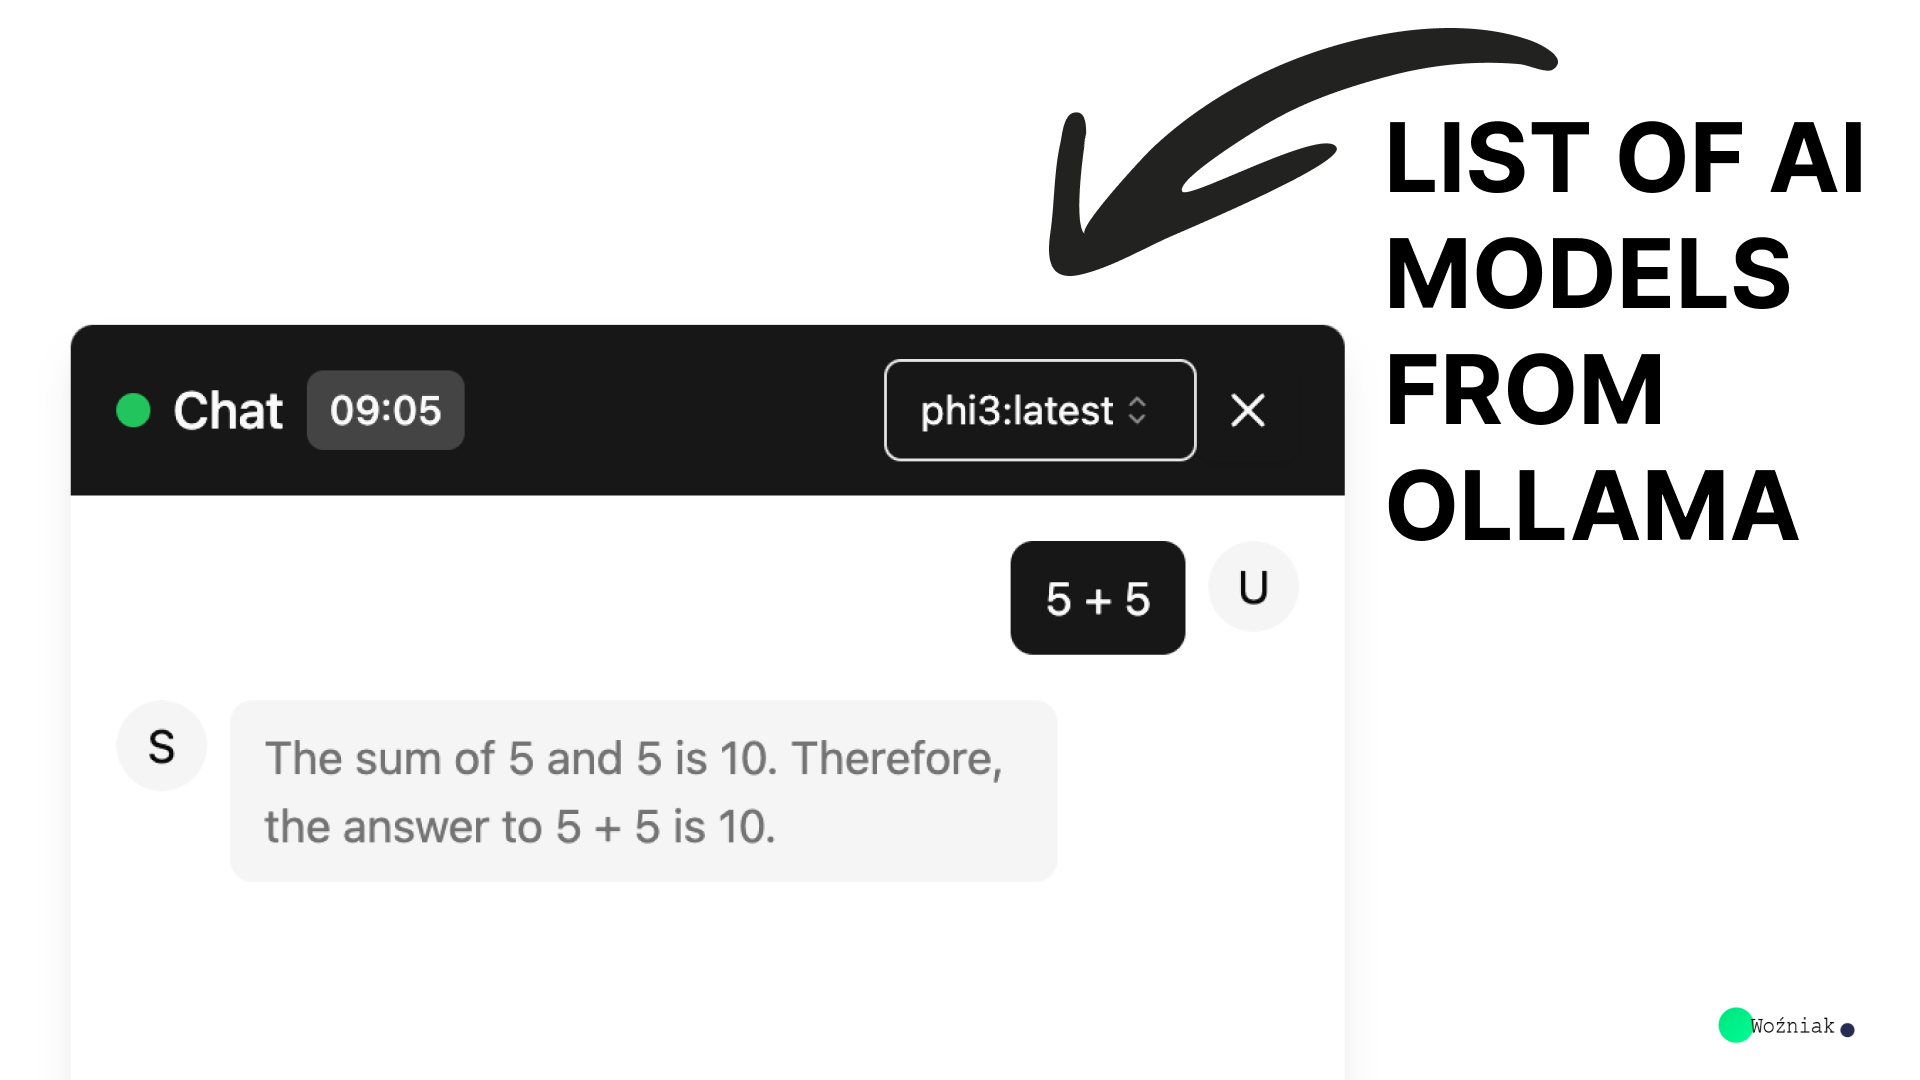 LIST OF AI
MODELS
FROM
OLLAMA
Chat
09:05
phi3:latest
5 + 5
U
S
The sum of 5 and 5 is 10. Therefore,
the answer to 5 + 5 is 10.
Woźniak